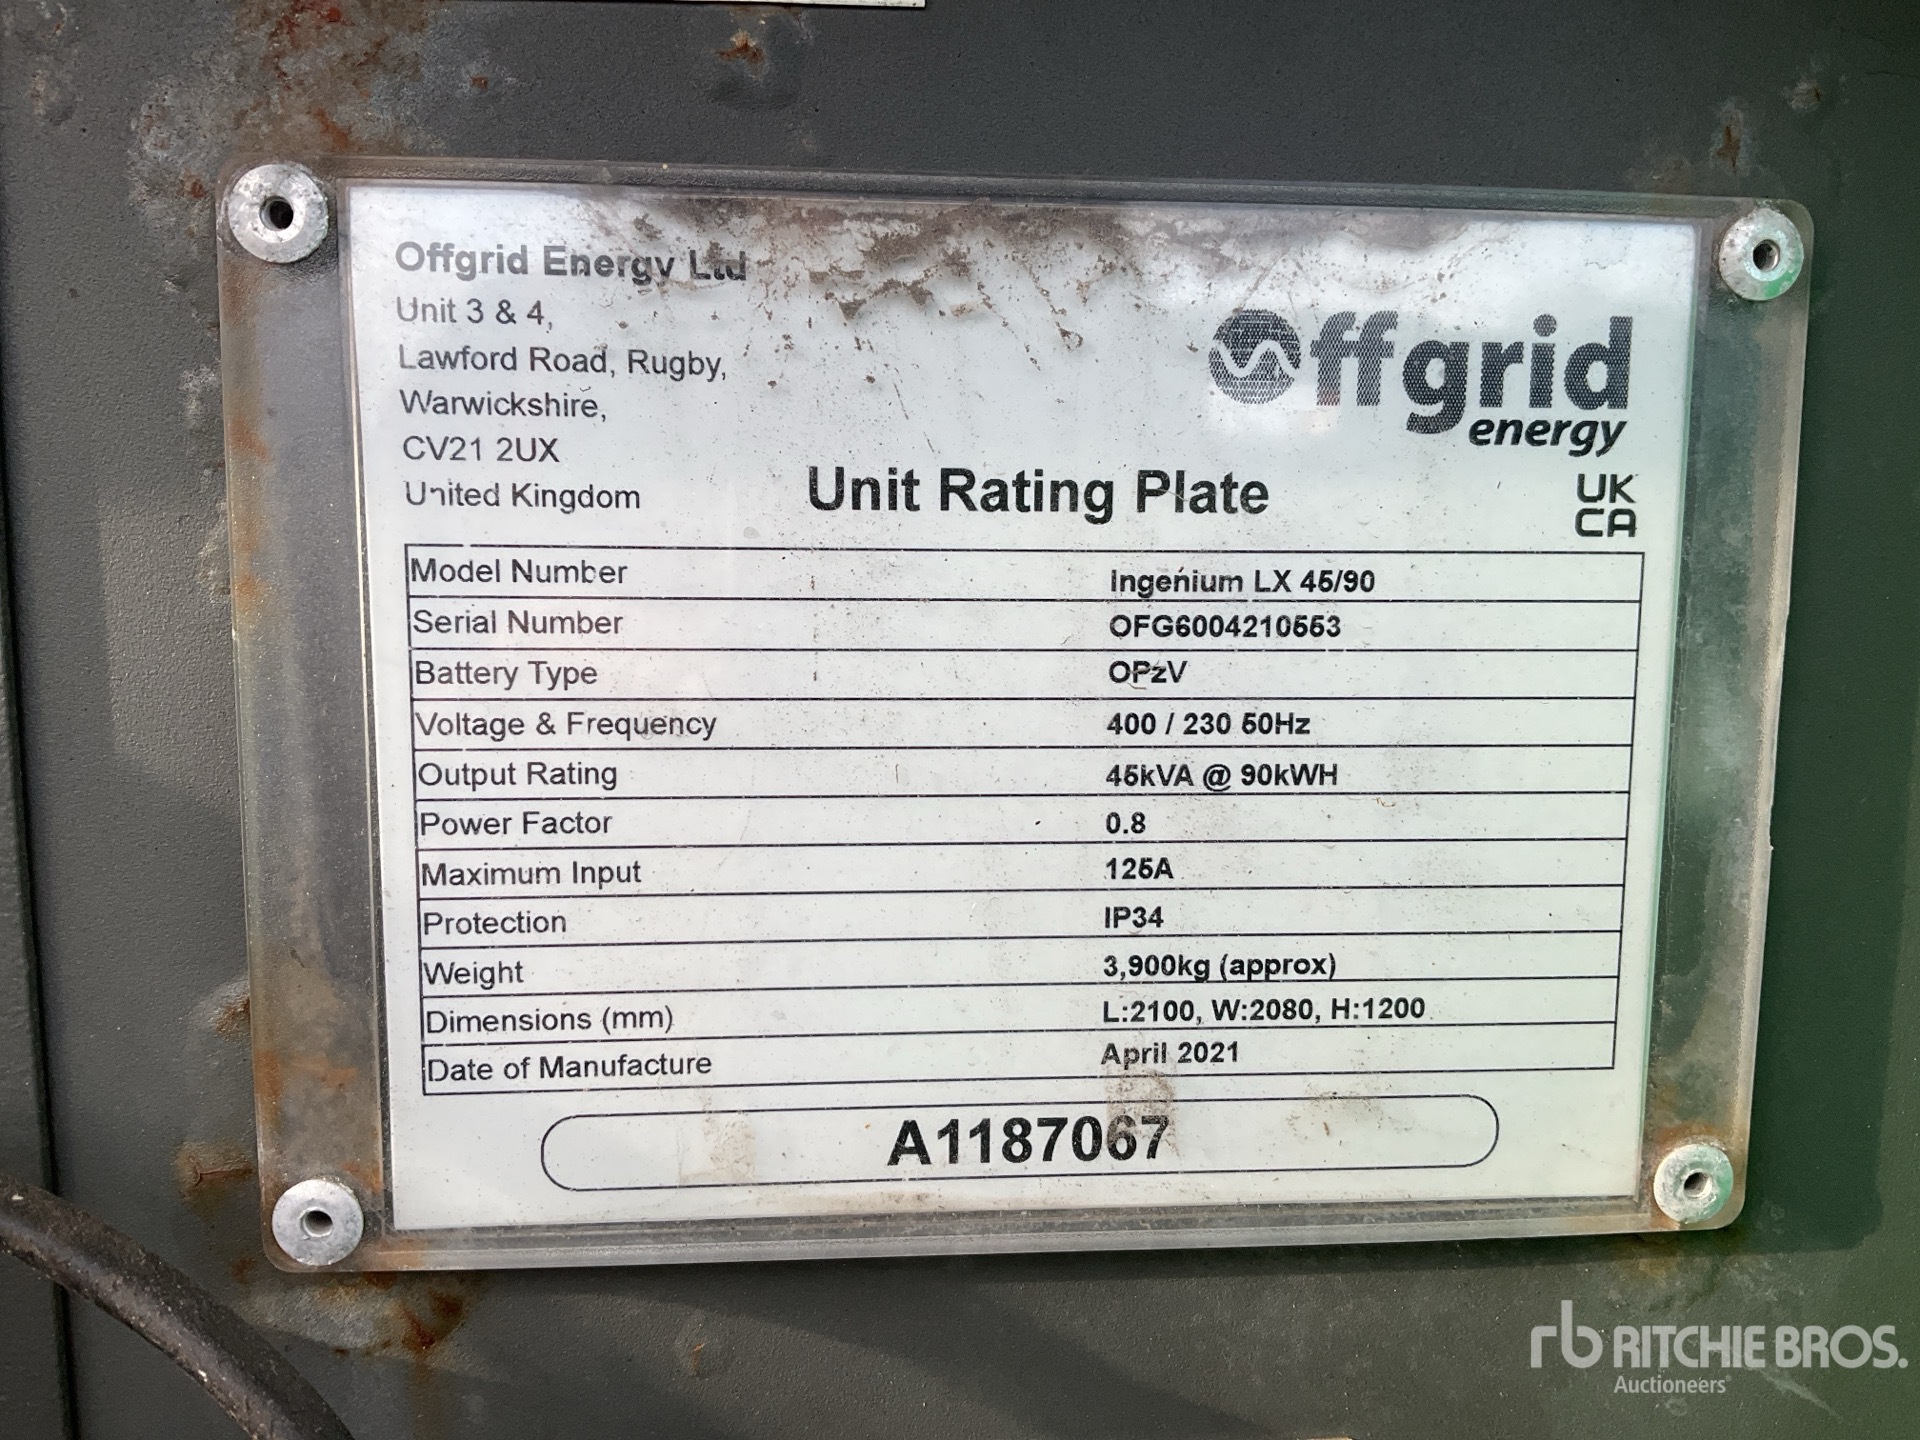 Offgrid Energy Ltd
Unit 3 & 4,
Lawford Road, Rugby,
Warwickshire,
CV21 2UX
United Kingdom
Offgrid
energy
Unit Rating Plate
UK
CA
Model Number Ingenium LX 45/90
Serial Number OFG6004210553
Battery Type OPzV
Voltage & Frequency 400 / 230 50Hz
Output Rating 45kVA @ 90kWH
Power Factor 0.8
Maximum Input 125A
Protection IP34
Weight 3,900kg (approx)
Dimensions (mm) L:2100, W:2080, H:1200
Date of Manufacture April 2021
A1187067
rb RITCHIE BROS.
Auctioneers